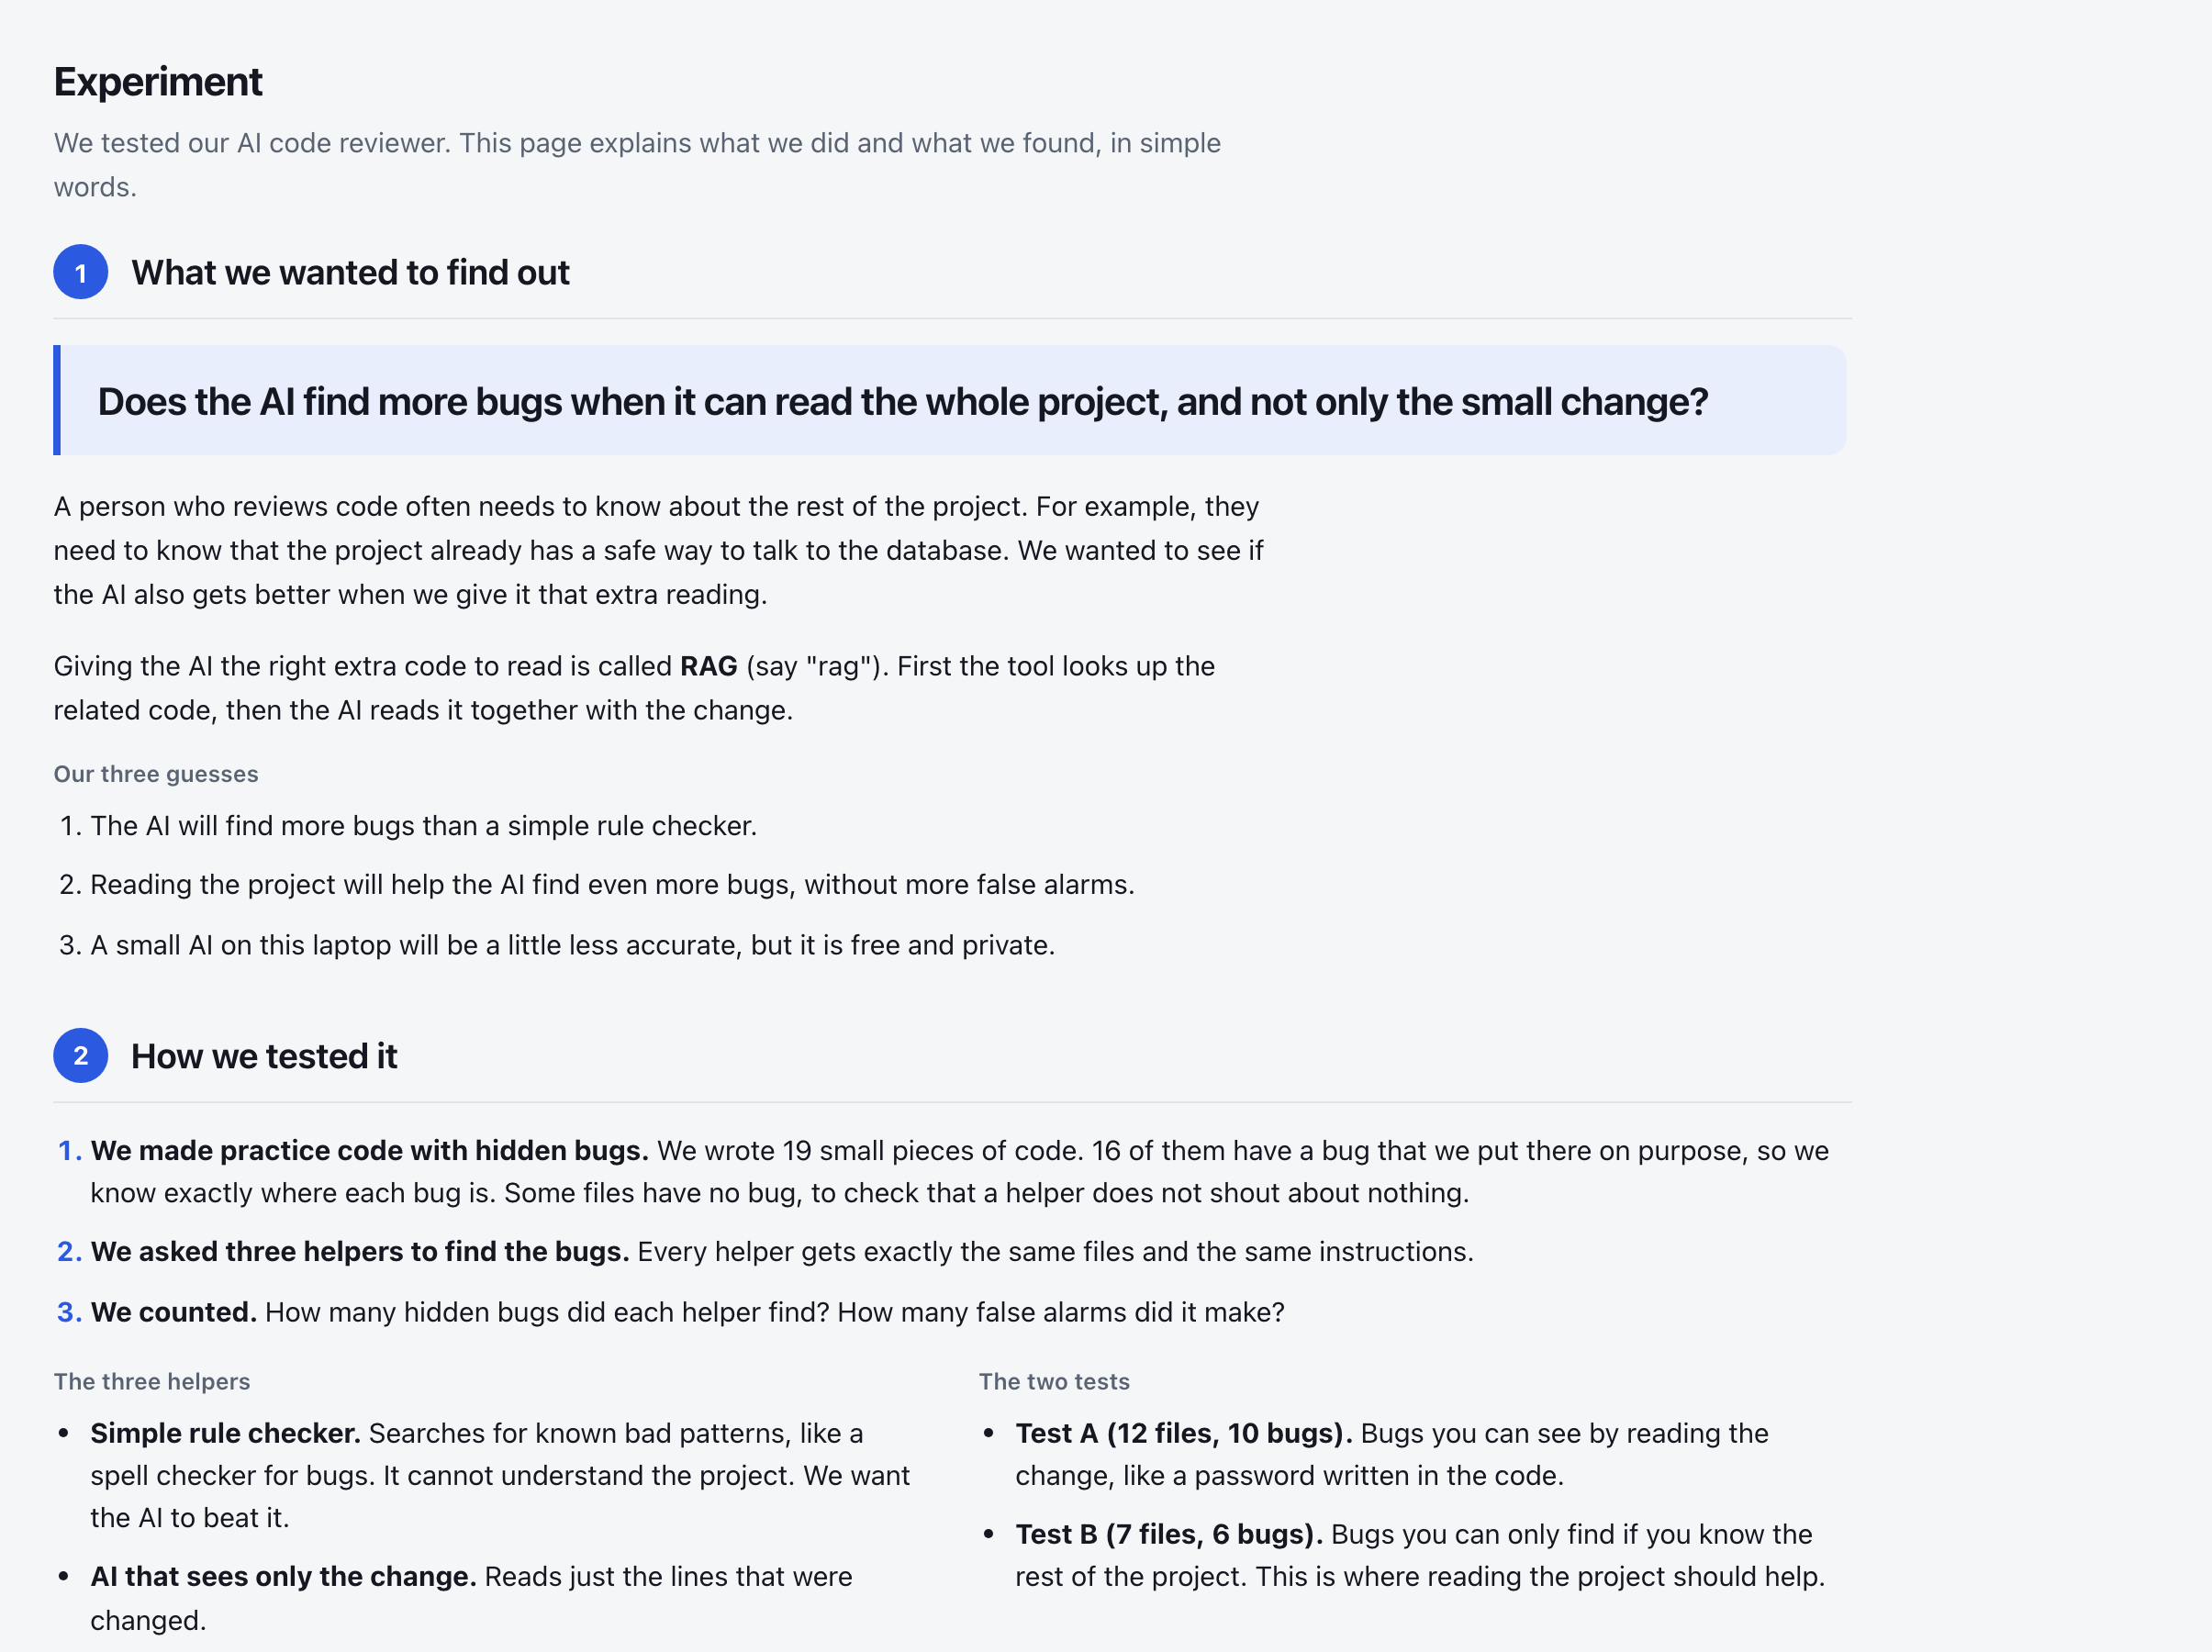 Experiment
We tested our AI code reviewer. This page explains what we did and what we found, in simple
words.
1 What we wanted to find out
Does the AI find more bugs when it can read the whole project, and not only the small change?
A person who reviews code often needs to know about the rest of the project. For example, they
need to know that the project already has a safe way to talk to the database. We wanted to see if
the AI also gets better when we give it that extra reading.
Giving the AI the right extra code to read is called RAG (say "rag"). First the tool looks up the
related code, then the AI reads it together with the change.
Our three guesses
1. The AI will find more bugs than a simple rule checker.
2. Reading the project will help the AI find even more bugs, without more false alarms.
3. A small AI on this laptop will be a little less accurate, but it is free and private.
2 How we tested it
1. We made practice code with hidden bugs. We wrote 19 small pieces of code. 16 of them have a bug that we put there on purpose, so we
know exactly where each bug is. Some files have no bug, to check that a helper does not shout about nothing.
2. We asked three helpers to find the bugs. Every helper gets exactly the same files and the same instructions.
3. We counted. How many hidden bugs did each helper find? How many false alarms did it make?
The three helpers
• Simple rule checker. Searches for known bad patterns, like a
spell checker for bugs. It cannot understand the project. We want
the AI to beat it.
• AI that sees only the change. Reads just the lines that were
changed.
The two tests
• Test A (12 files, 10 bugs). Bugs you can see by reading the
change, like a password written in the code.
• Test B (7 files, 6 bugs). Bugs you can only find if you know the
rest of the project. This is where reading the project should help.